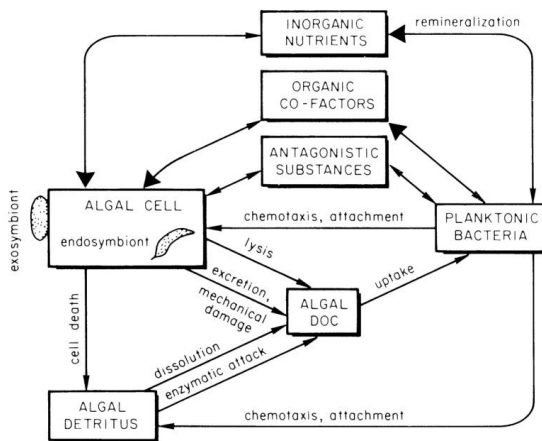 INORGANIC
NUTRIENTS
remineralization
ORGANIC
CO-FACTORS
ANTAGONISTIC
SUBSTANCES
exosymbiont
ALGAL CELL
endosymbiont
chemotaxis, attachment
PLANKTONIC
BACTERIA
lysis
excretion,
mechanical
damage
uptake
ALGAL
DOC
cell death
dissolution
enzymatic attack
ALGAL
DETRITUS
chemotaxis, attachment